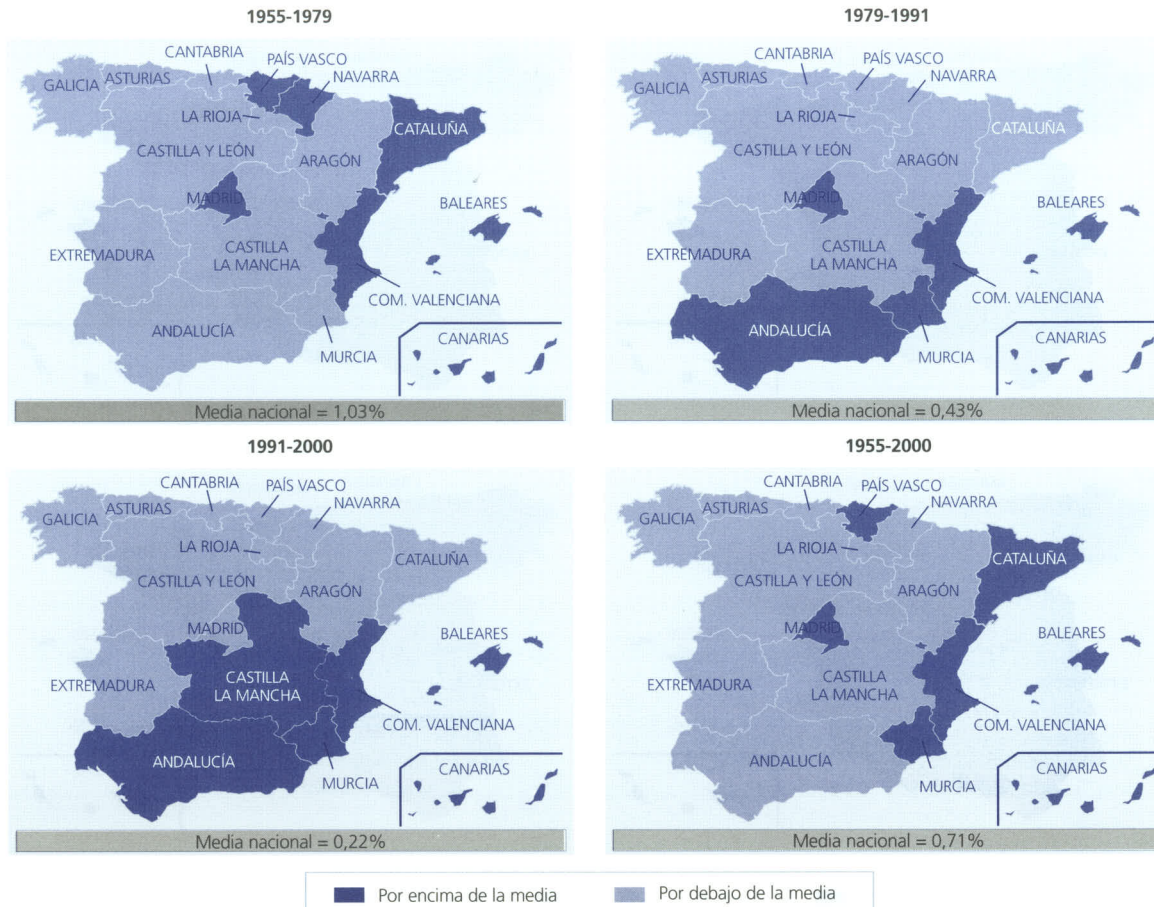 1955-1979
CANTABRIA
PAÍS VASCO
GALICIA
ASTURIAS
NAVARRA
LA RIOJA
CATALUÑA
CASTILLA Y LEÓN
ARAGÓN
MADRID
BALEARES
EXTREMADURA
CASTILLA
LA MANCHA
COM. VALENCIANA
ANDALUCÍA
MURCIA
CANARIAS
Media nacional = 1,03%
1979-1991
CANTABRIA
PAÍS VASCO
GALICIA
ASTURIAS
NAVARRA
LA RIOJA
CATALUÑA
CASTILLA Y LEÓN
ARAGÓN
MADRID
BALEARES
EXTREMADURA
CASTILLA
LA MANCHA
COM. VALENCIANA
ANDALUCÍA
MURCIA
CANARIAS
Media nacional = 0,43%
1991-2000
CANTABRIA
PAÍS VASCO
GALICIA
ASTURIAS
NAVARRA
LA RIOJA
CATALUÑA
CASTILLA Y LEÓN
ARAGÓN
MADRID
BALEARES
EXTREMADURA
CASTILLA
LA MANCHA
COM. VALENCIANA
ANDALUCÍA
MURCIA
CANARIAS
Media nacional = 0,22%
1955-2000
CANTABRIA
PAÍS VASCO
GALICIA
ASTURIAS
NAVARRA
LA RIOJA
CATALUÑA
CASTILLA Y LEÓN
ARAGÓN
MADRID
BALEARES
EXTREMADURA
CASTILLA
LA MANCHA
COM. VALENCIANA
ANDALUCÍA
MURCIA
CANARIAS
Media nacional = 0,71%
Por encima de la media
Por debajo de la media